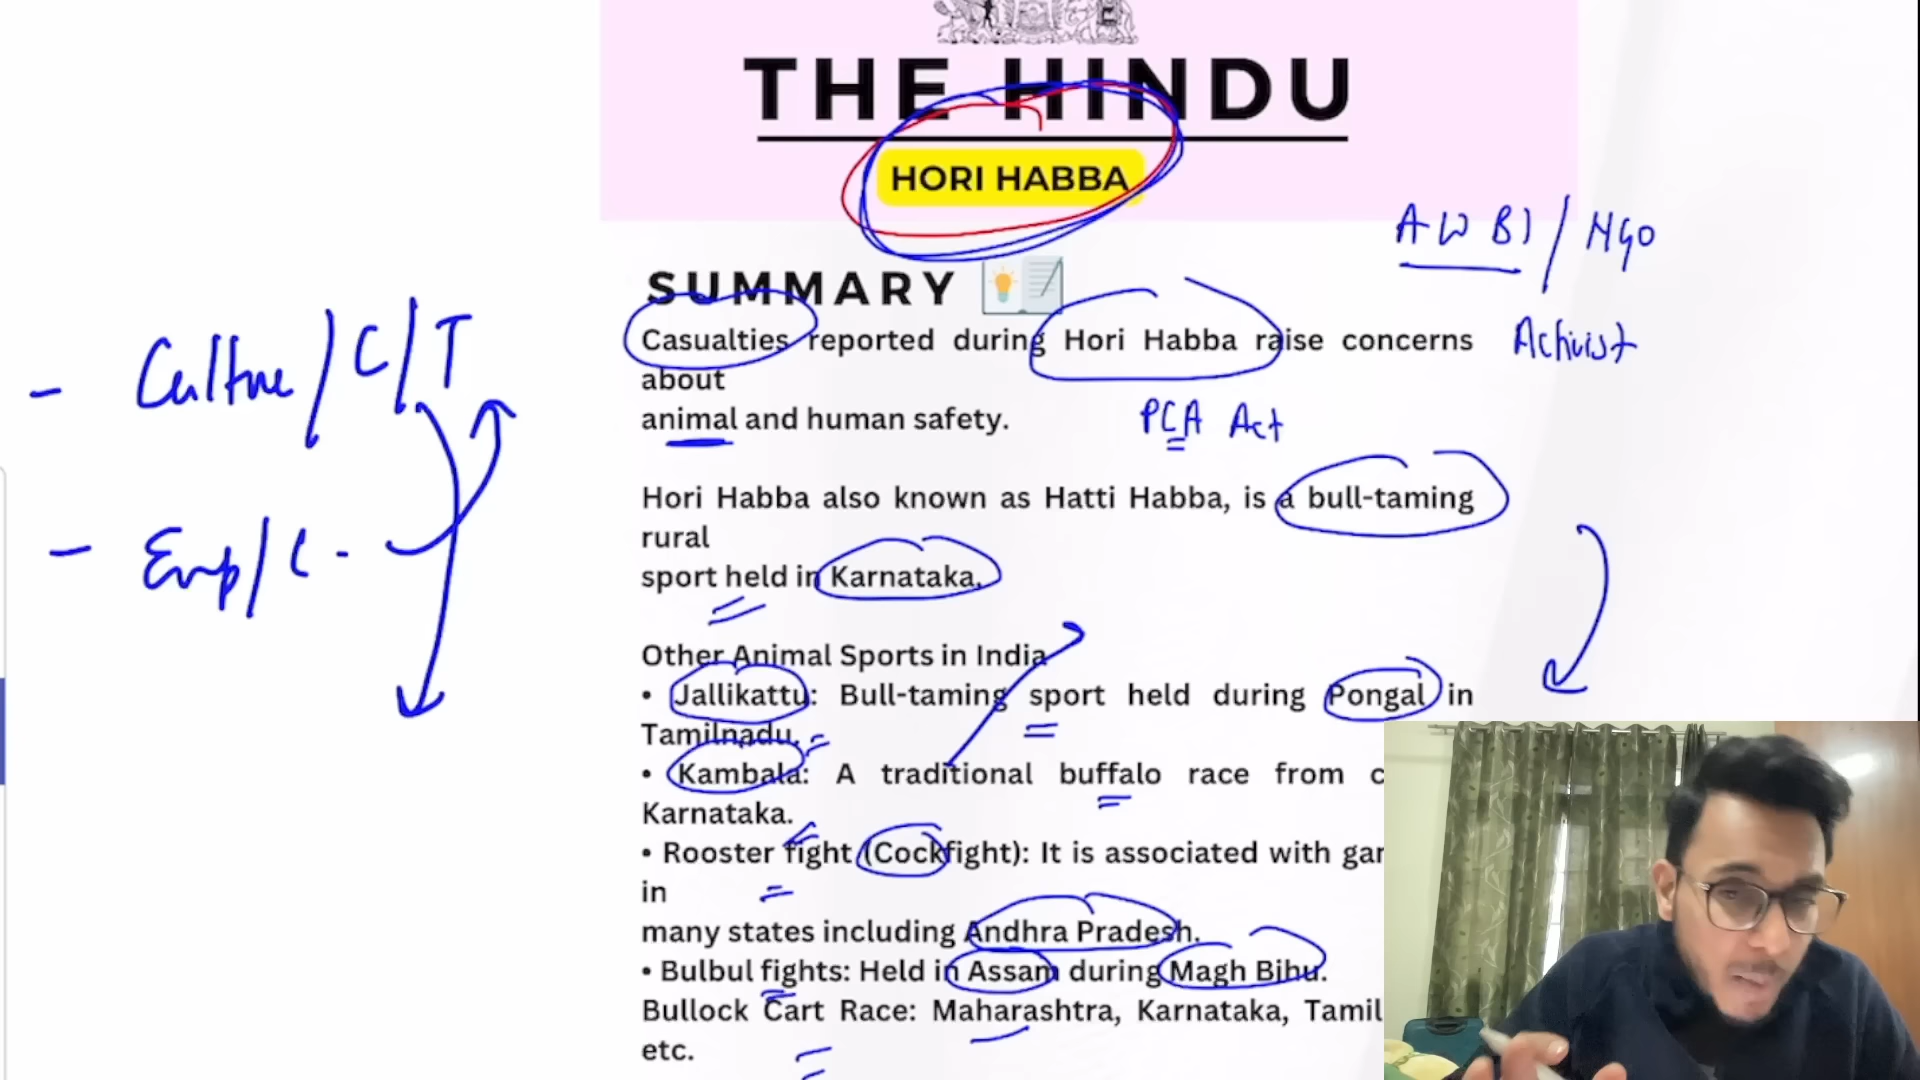 THE HINDU
HORI HABBA
AWBI / NGO
SUMMARY
Casualties reported during Hori Habba raise concerns
Activist
about
animal and human safety.
PCA Act
- Culture / C / T
Hori Habba also known as Hatti Habba, is a bull-taming
rural
sport held in Karnataka.
- Emp / C.
Other Animal Sports in India
• Jallikattu: Bull-taming sport held during Pongal in
Tamilnadu.
• Kambala: A traditional buffalo race from c
Karnataka.
• Rooster fight (Cockfight): It is associated with gar
in
many states including Andhra Pradesh.
• Bulbul fights: Held in Assam during Magh Bihu.
Bullock Cart Race: Maharashtra, Karnataka, Tamil
etc.